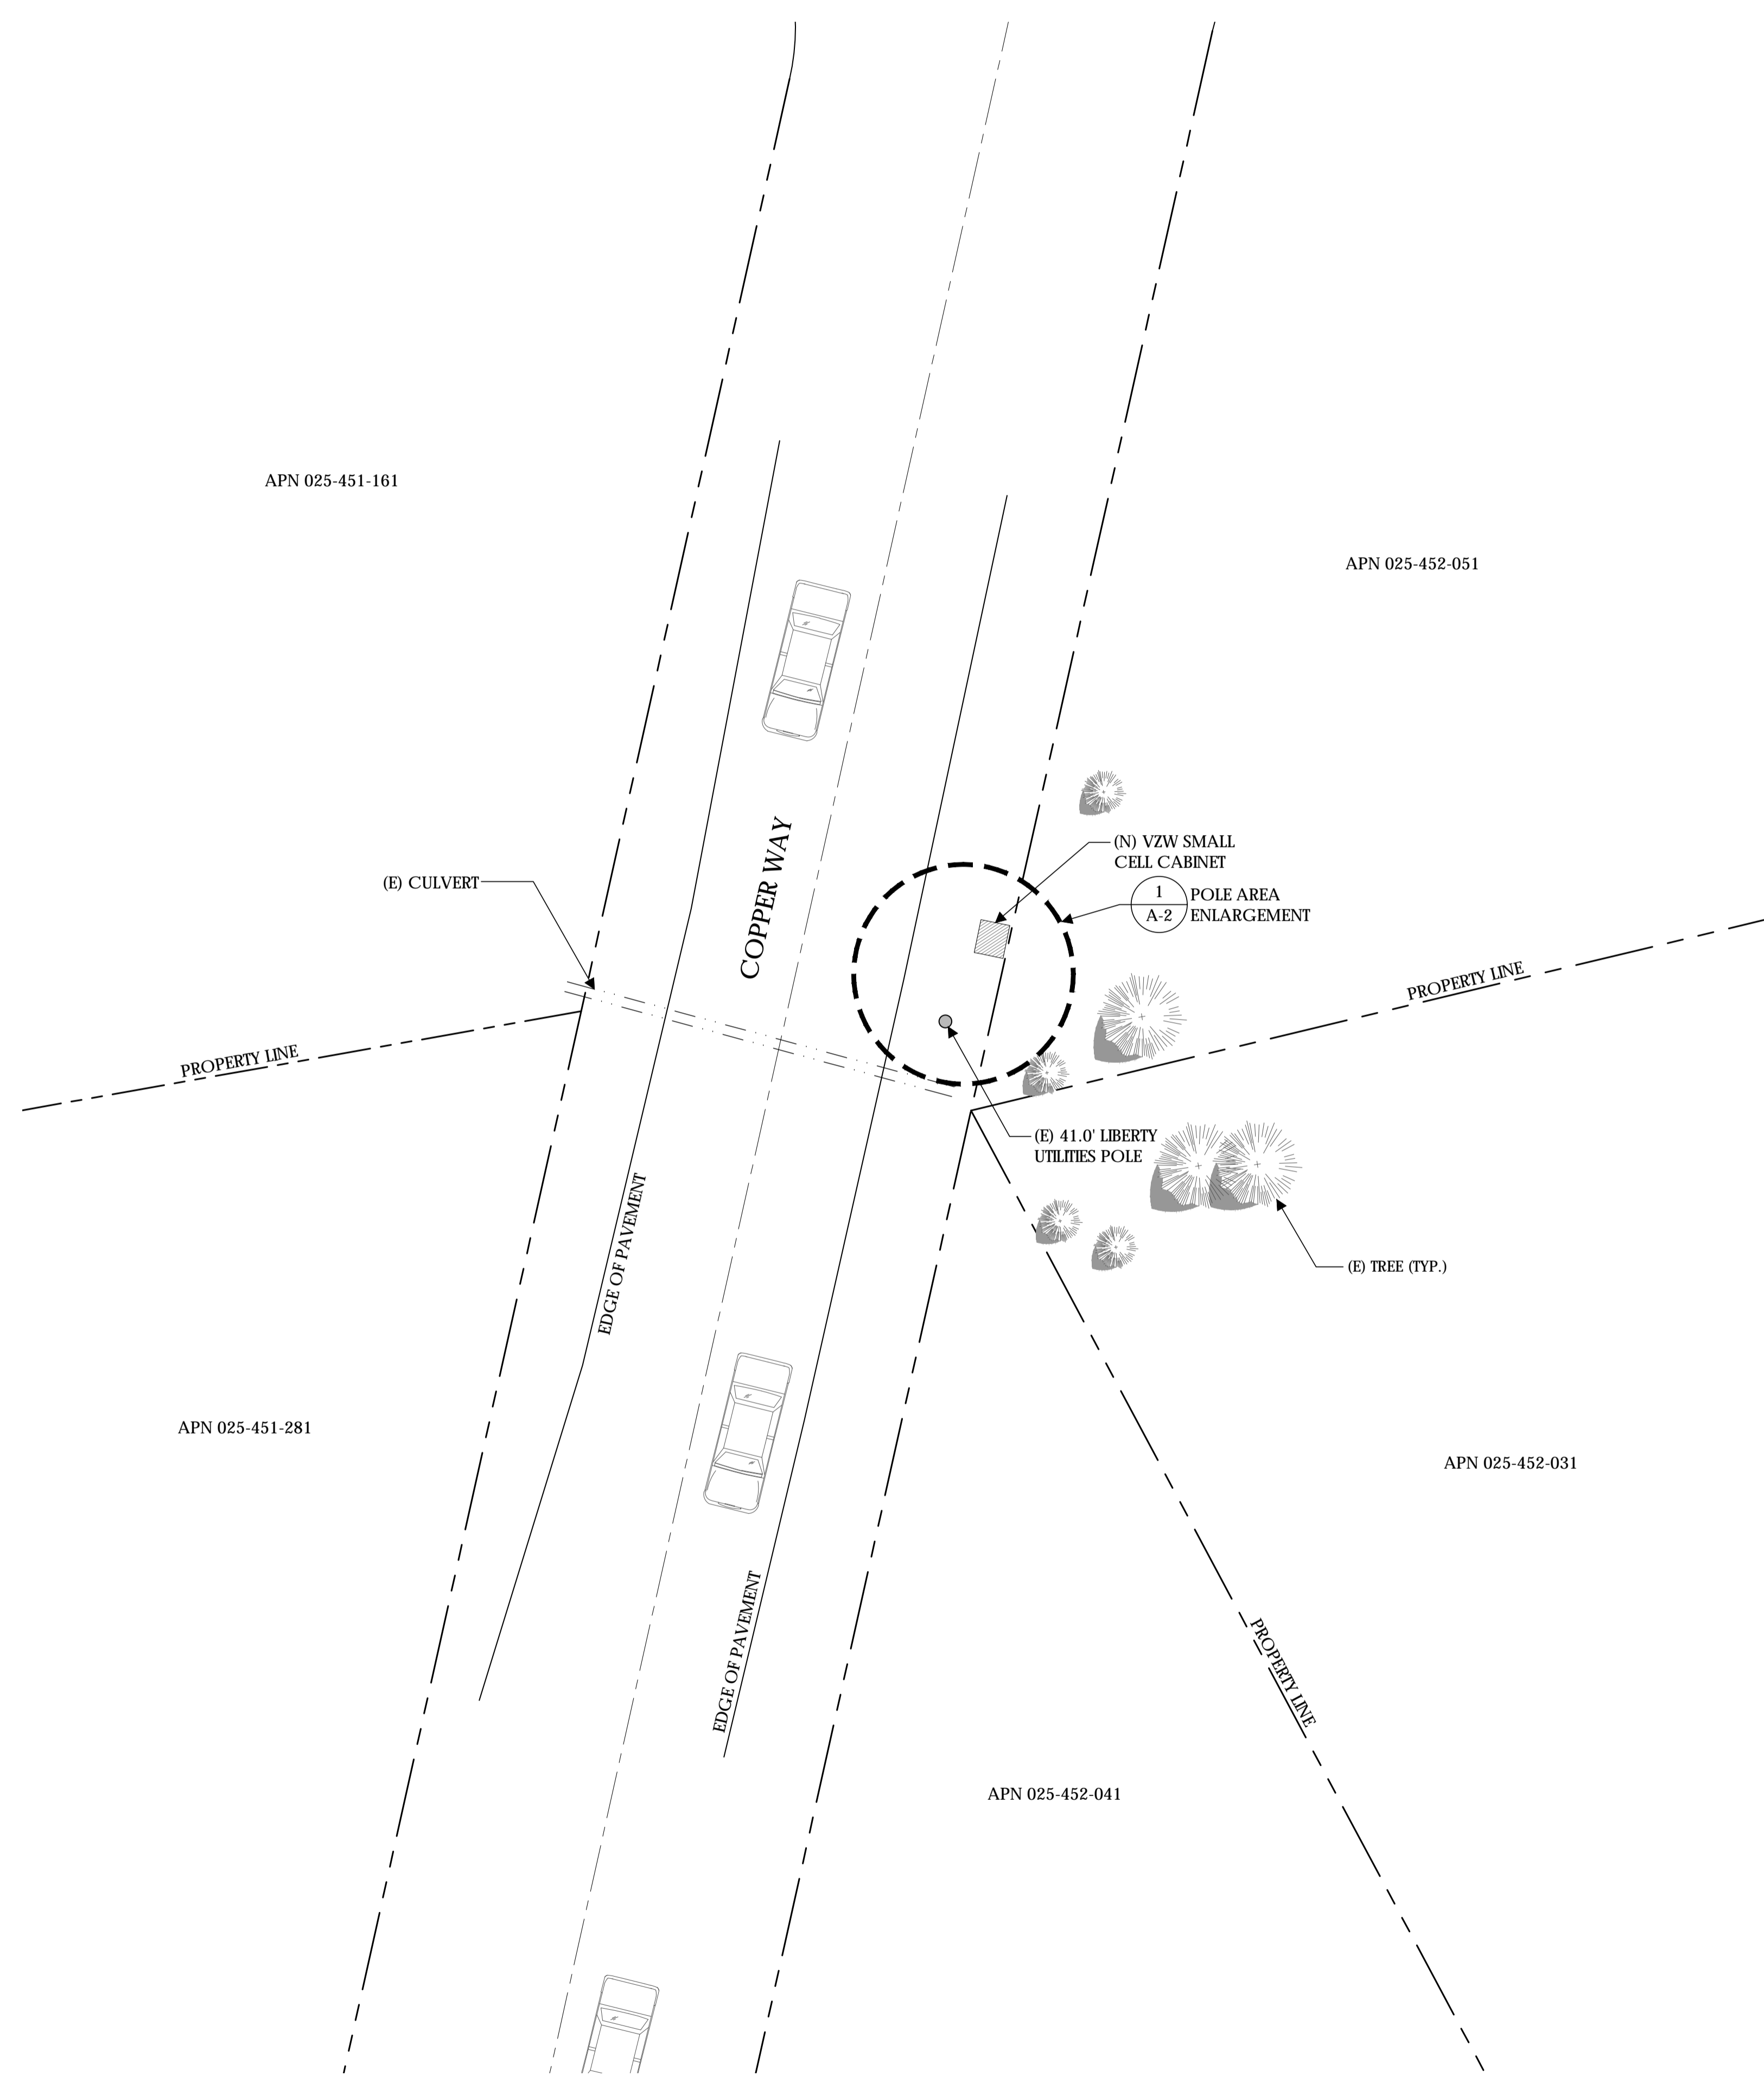 APN 025-451-161
APN 025-452-051
COPPER WAY
(N) VZW SMALL
CELL CABINET
(E) CULVERT
1
A-2
POLE AREA
ENLARGEMENT
PROPERTY LINE
PROPERTY LINE
(E) 41.0' LIBERTY
UTILITIES POLE
EDGE OF PAVEMENT
(E) TREE (TYP.)
APN 025-451-281
APN 025-452-031
EDGE OF PAVEMENT
PROPERTY LINE
APN 025-452-041